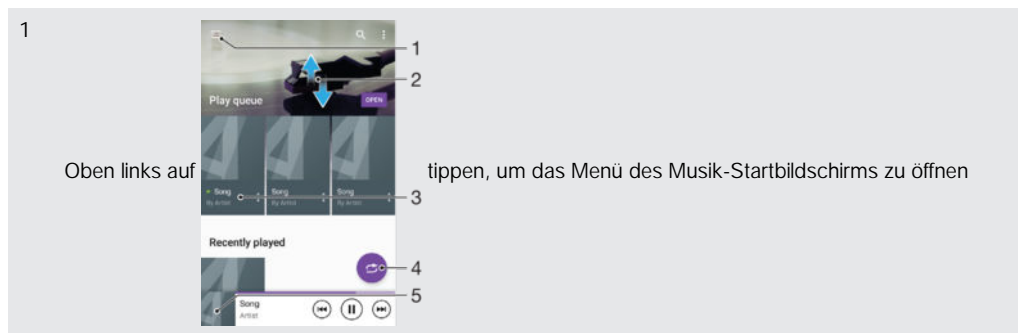 1
Oben links auf tippen, um das Menü des Musik-Startbildschirms zu öffnen
1
2
Play queue OPEN
Song Song Song
By Artist By Artist By Artist
3
Recently played
4
5
Song
Artist